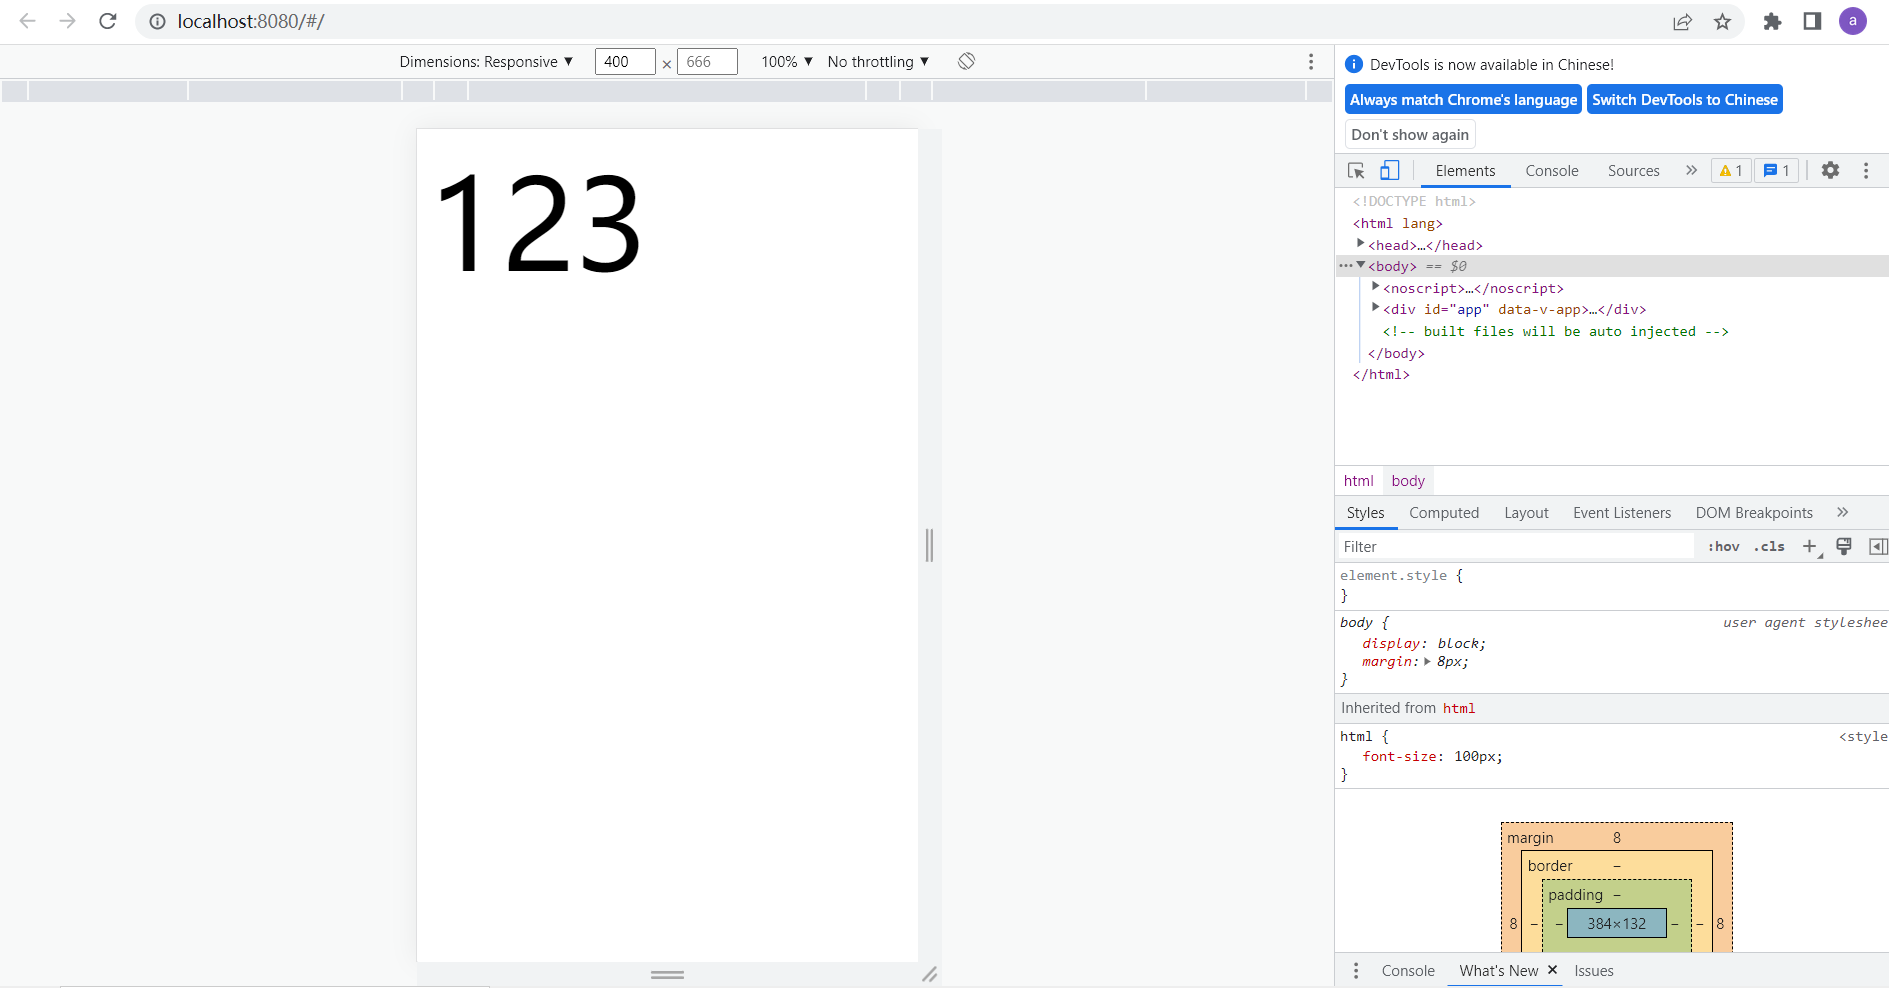 localhost:8080/#/
a
Dimensions: Responsive ▼ 400 × 666 100% ▼ No throttling ▼
123
DevTools is now available in Chinese!
Always match Chrome's language Switch DevTools to Chinese
Don't show again
Elements Console Sources » 1 1
<!DOCTYPE html>
<html lang>
<head>…</head>
<body> == $0
<noscript>…</noscript>
<div id="app" data-v-app>…</div>
<!-- built files will be auto injected -->
</body>
</html>
html body
Styles Computed Layout Event Listeners DOM Breakpoints »
Filter :hov .cls +
element.style {
}
body { user agent styleshee
display: block;
margin: 8px;
}
Inherited from html
html { <style
font-size: 100px;
}
margin 8
border –
padding –
8 – – 384×132 – – 8
Console What's New × Issues